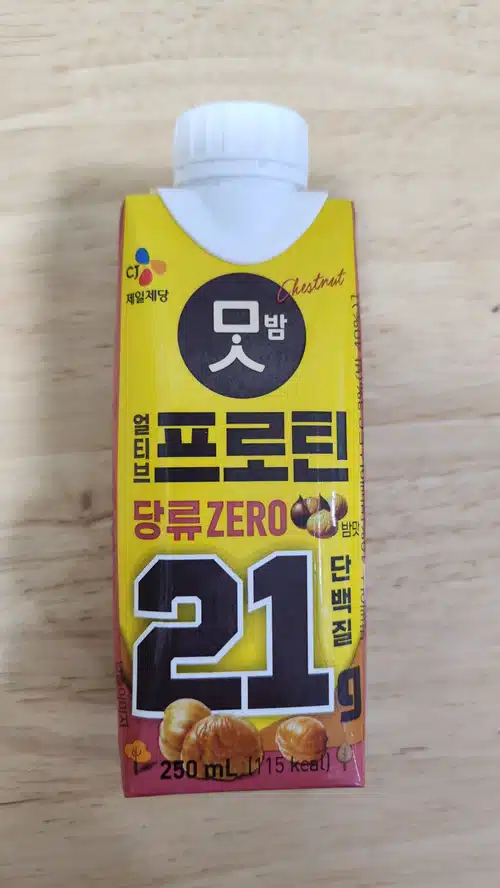 CJ
제일제당
Chestnut
맛밤
얼티브
프로틴
당류 ZERO
밤맛
단백질
21g
250 mL (115 kcal)